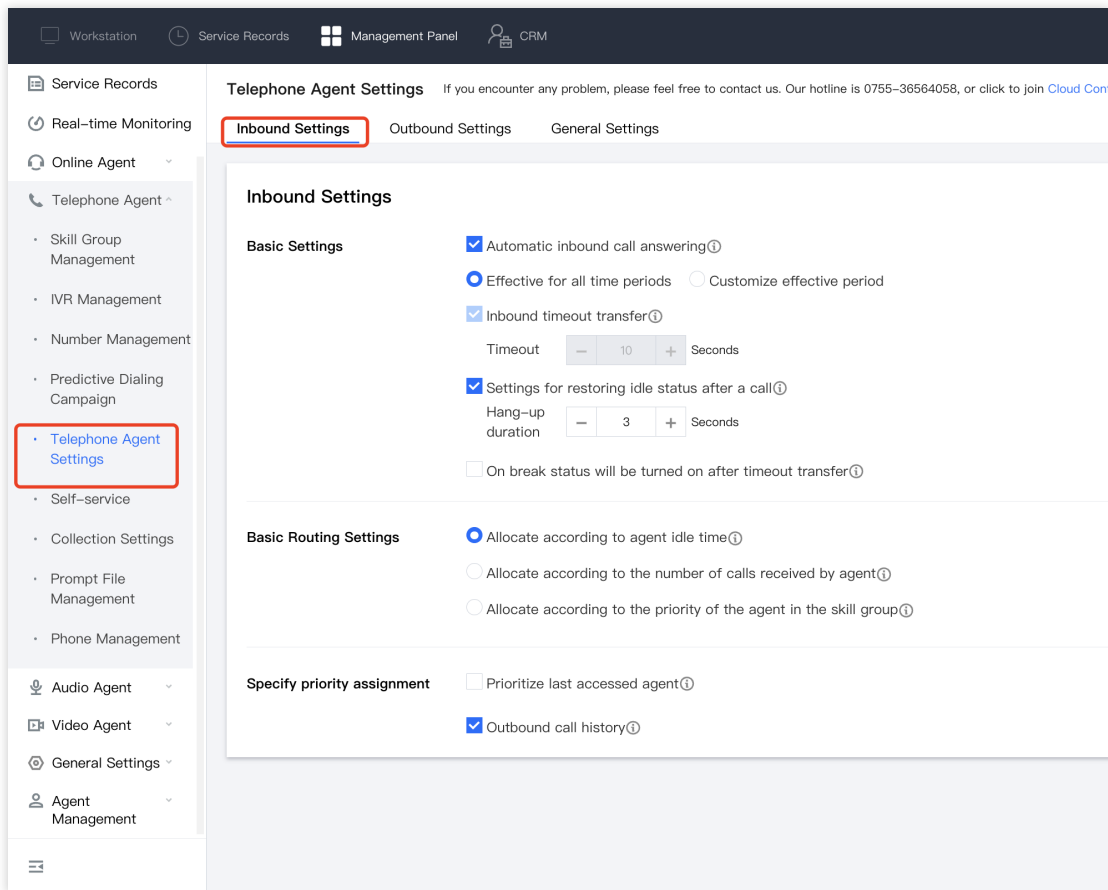 Workstation
Service Records
Management Panel
CRM
Service Records
Real-time Monitoring
Online Agent
Telephone Agent
Skill Group
Management
IVR Management
Number Management
Predictive Dialing
Campaign
Telephone Agent
Settings
Self-service
Collection Settings
Prompt File
Management
Phone Management
Audio Agent
Video Agent
General Settings
Agent
Management
Telephone Agent Settings If you encounter any problem, please feel free to contact us. Our hotline is 0755-36564058, or click to join Cloud
Inbound Settings
Outbound Settings
General Settings
Inbound Settings
Basic Settings
Automatic inbound call answering
Effective for all time periods
Customize effective period
Inbound timeout transfer
Timeout
10
Seconds
Settings for restoring idle status after a call
Hang-up
duration
3
Seconds
On break status will be turned on after timeout transfer
Basic Routing Settings
Allocate according to agent idle time
Allocate according to the number of calls received by agent
Allocate according to the priority of the agent in the skill group
Specify priority assignment
Prioritize last accessed agent
Outbound call history